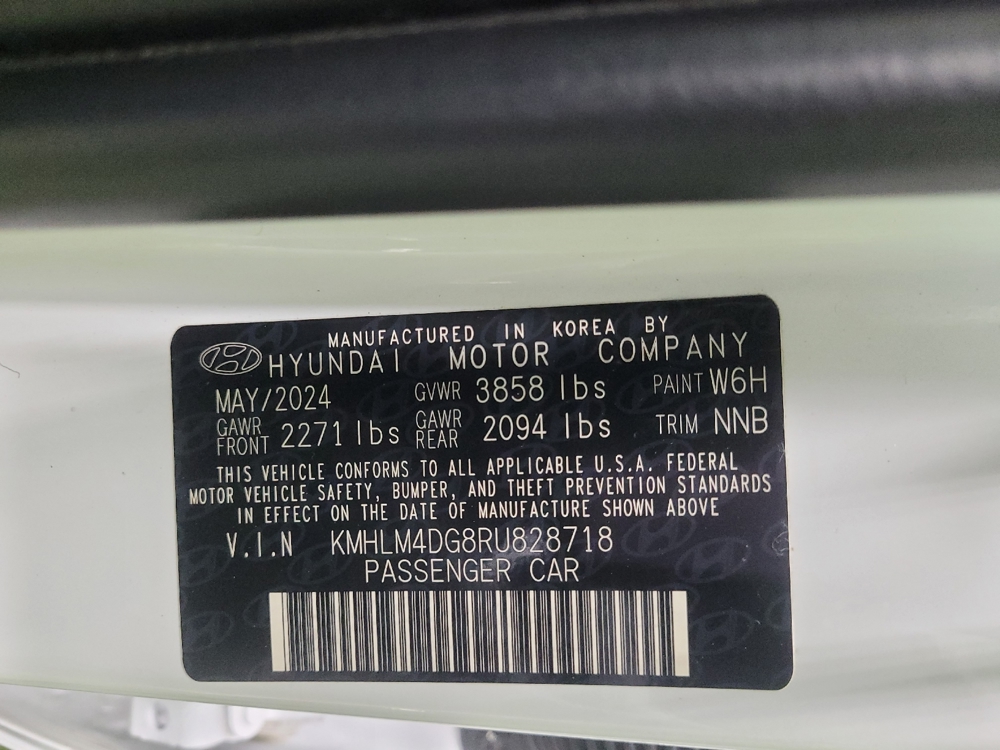 MANUFACTURED IN KOREA BY
HYUNDAI MOTOR COMPANY
MAY/2024 GVWR 3858 lbs PAINT W6H
GAWR FRONT 2271 lbs GAWR REAR 2094 lbs TRIM NNB
THIS VEHICLE CONFORMS TO ALL APPLICABLE U.S.A. FEDERAL
MOTOR VEHICLE SAFETY, BUMPER, AND THEFT PREVENTION STANDARDS
IN EFFECT ON THE DATE OF MANUFACTURE SHOWN ABOVE
V.I.N KMHLM4DG8RU828718
PASSENGER CAR